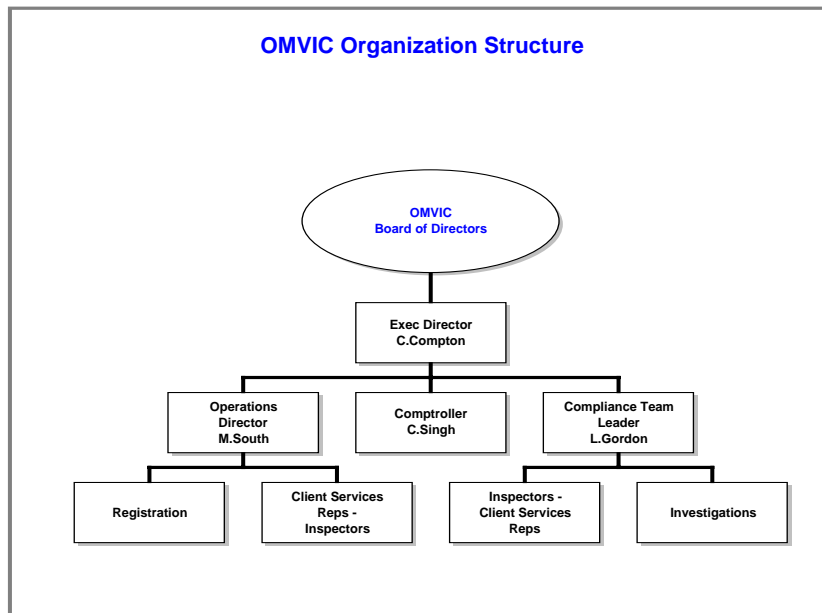 OMVIC Organization Structure
OMVIC
Board of Directors
Exec Director
C.Compton
Operations
Director
M.South
Comptroller
C.Singh
Compliance Team
Leader
L.Gordon
Registration
Client Services
Reps -
Inspectors
Inspectors -
Client Services
Reps
Investigations